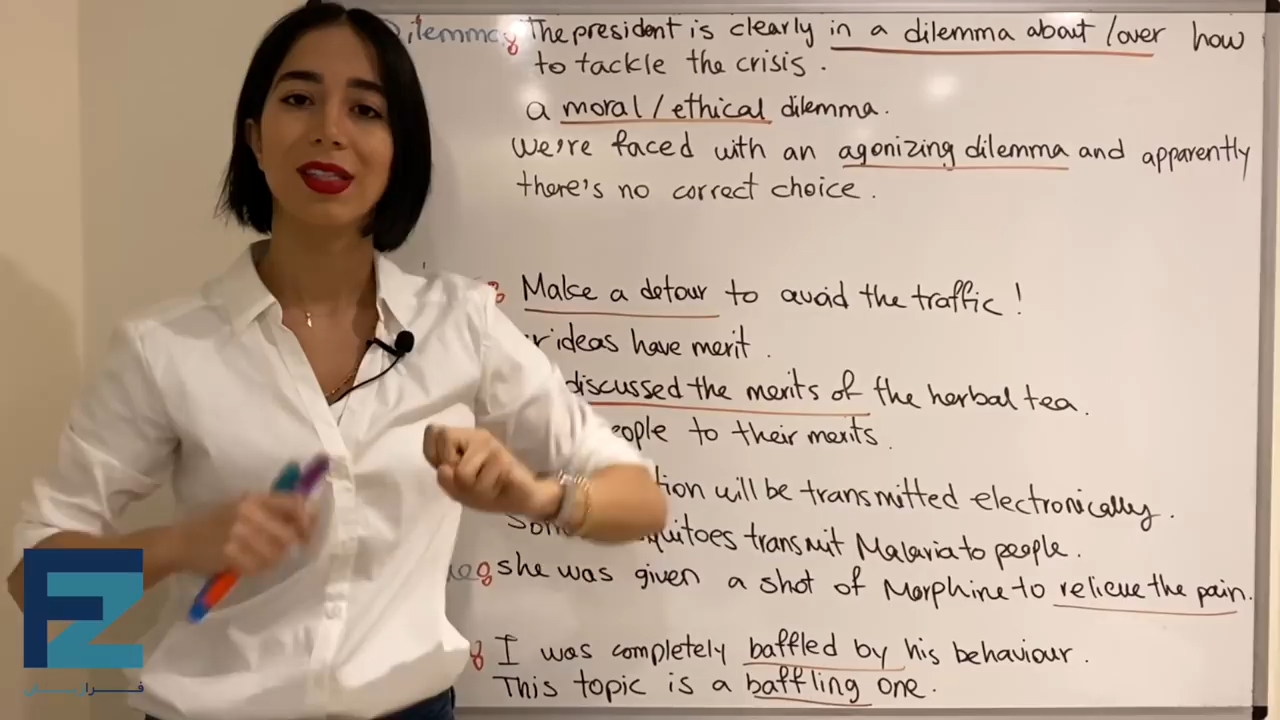 Dilemma: The president is clearly in a dilemma about/over how
to tackle the crisis.
a moral/ethical dilemma.
We're faced with an agonizing dilemma and apparently
there's no correct choice.
Make a detour to avoid the traffic!
ideas have merit.
discussed the merits of the herbal tea.
to their merits.
will be transmitted electronically.
transmit Malaria to people.
she was given a shot of Morphine to relieve the pain.
I was completely baffled by his behaviour.
This topic is a baffling one.
FZ